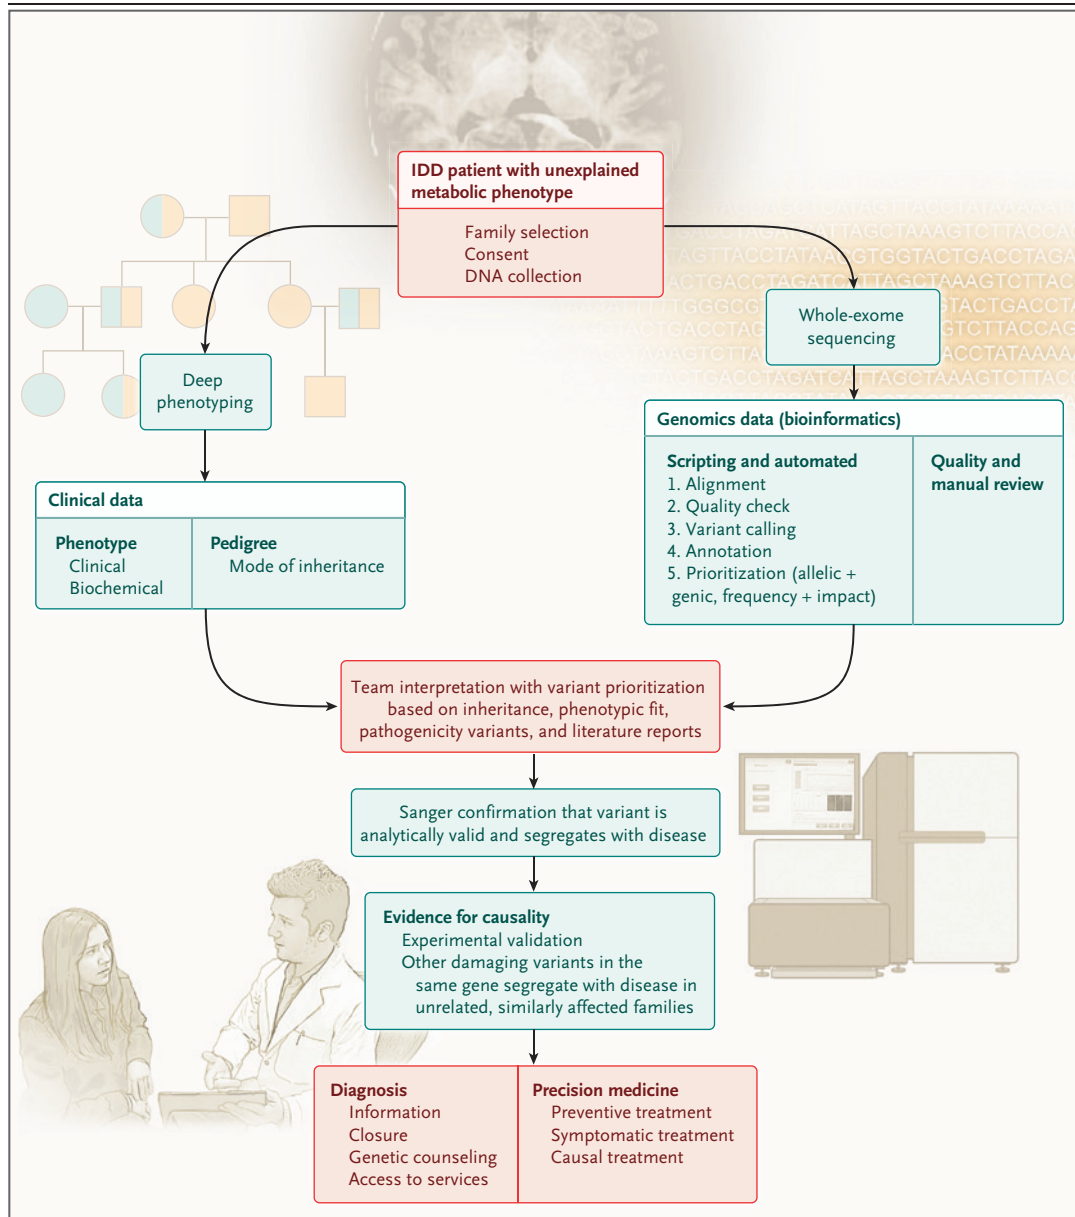 IDD patient with unexplained
metabolic phenotype
Family selection
Consent
DNA collection
Whole-exome
sequencing
Deep
phenotyping
Genomics data (bioinformatics)
Scripting and automated
1. Alignment
2. Quality check
3. Variant calling
4. Annotation
5. Prioritization (allelic +
genic, frequency + impact)
Quality and
manual review
Clinical data
Phenotype
Clinical
Biochemical
Pedigree
Mode of inheritance
Team interpretation with variant prioritization
based on inheritance, phenotypic fit,
pathogenicity variants, and literature reports
Sanger confirmation that variant is
analytically valid and segregates with disease
Evidence for causality
Experimental validation
Other damaging variants in the
same gene segregate with disease in
unrelated, similarly affected families
Diagnosis
Information
Closure
Genetic counseling
Access to services
Precision medicine
Preventive treatment
Symptomatic treatment
Causal treatment